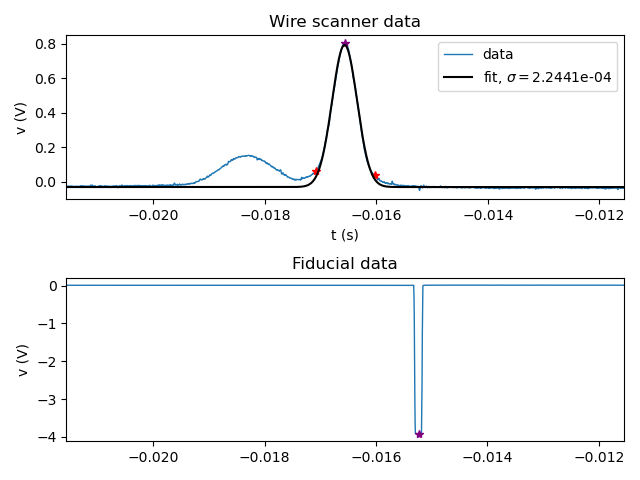 Wire scanner data
0.8
0.6
0.4
0.2
0.0
v (V)
data
fit, σ = 2.2441e-04
−0.020 −0.018 −0.016 −0.014 −0.012
t (s)
Fiducial data
0
−1
−2
−3
−4
v (V)
−0.020 −0.018 −0.016 −0.014 −0.012